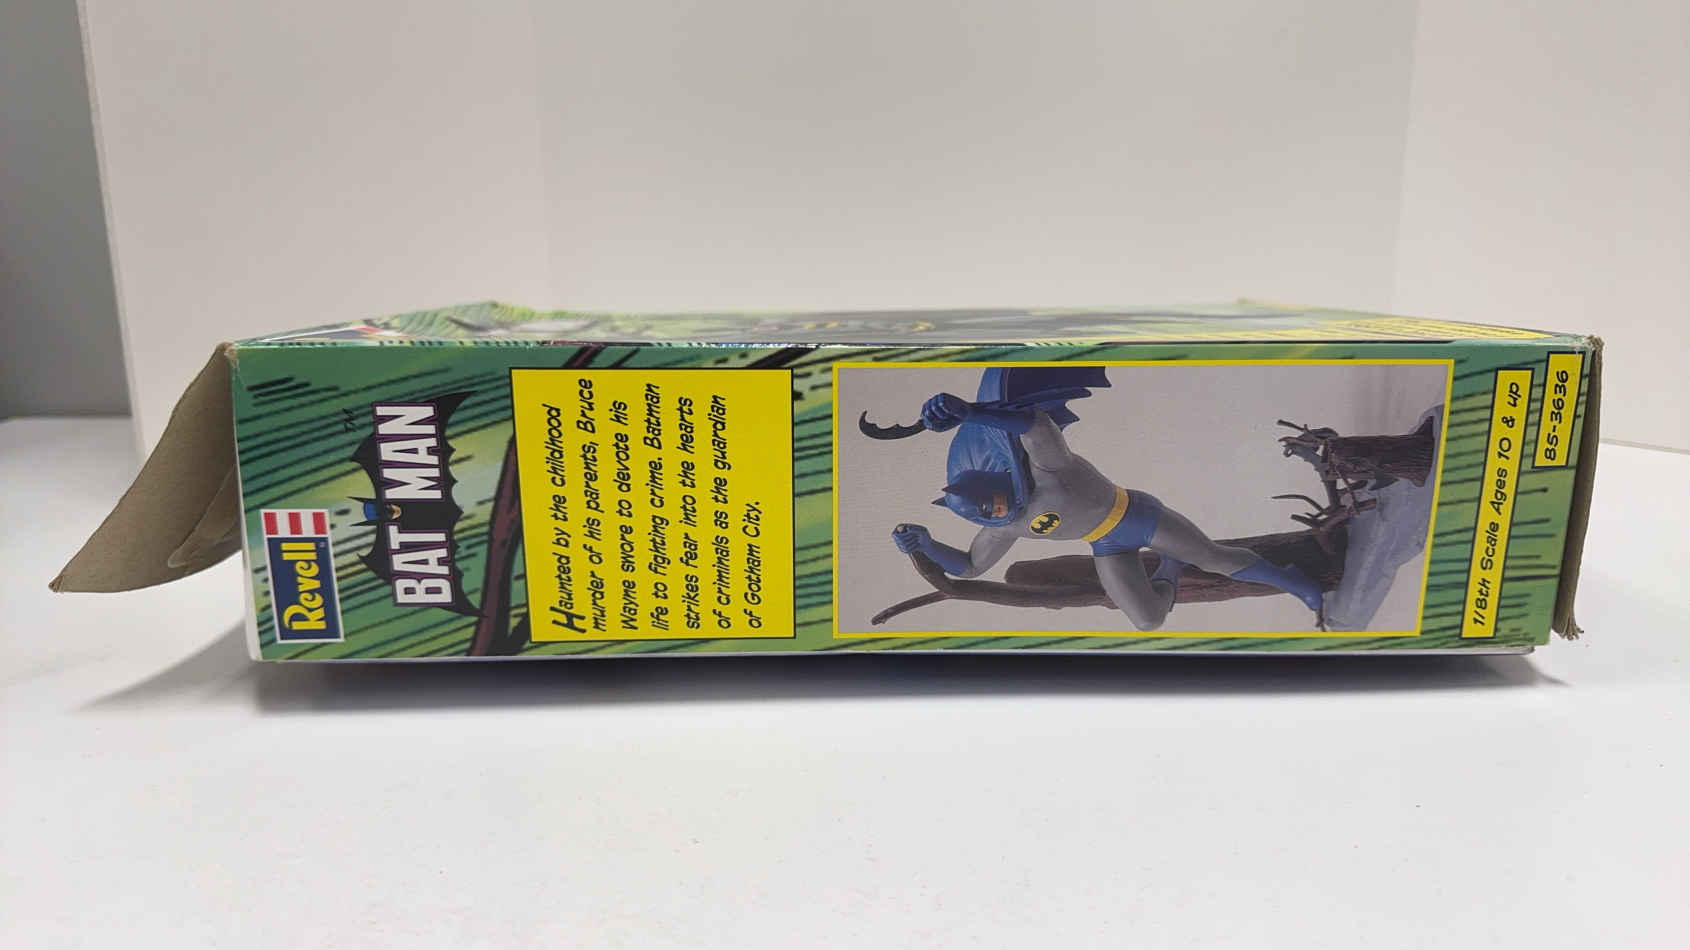 Revell
BATMAN
TM
Haunted by the childhood
murder of his parents, Bruce
Wayne swore to devote his
life to fighting crime. Batman
strikes fear into the hearts
of criminals as the guardian
of Gotham City.
1/8th Scale Ages 10 & up
85-3636